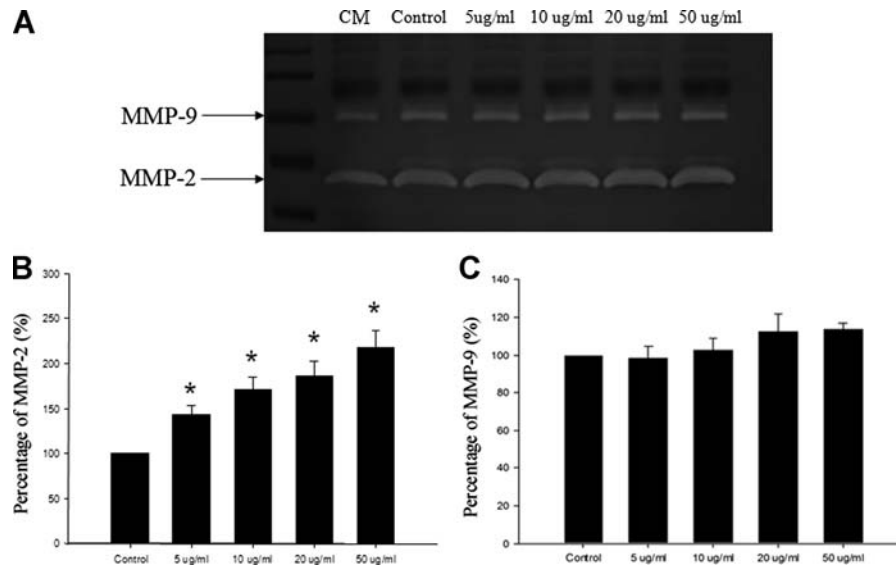 A
CM Control 5ug/ml 10 ug/ml 20 ug/ml 50 ug/ml
MMP-9
MMP-2
B
Percentage of MMP-2 (%)
300
250
200
150
100
50
0
* * * *
Control 5 ug/ml 10 ug/ml 20 ug/ml 50 ug/ml
C
Percentage of MMP-9 (%)
140
120
100
80
60
40
20
0
Control 5 ug/ml 10 ug/ml 20 ug/ml 50 ug/ml